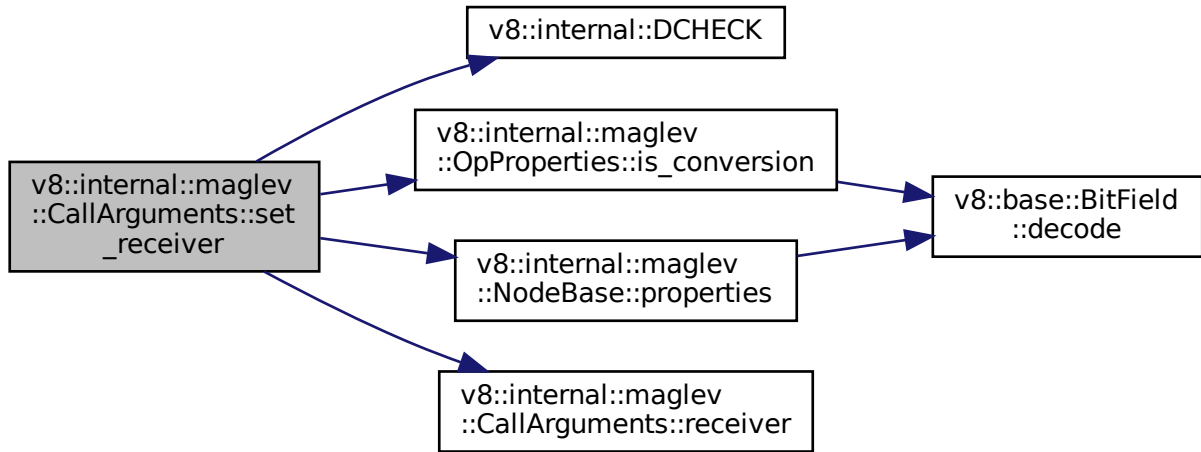 v8::internal::maglev
::CallArguments::set
_receiver
v8::internal::DCHECK
v8::internal::maglev
::OpProperties::is_conversion
v8::internal::maglev
::NodeBase::properties
v8::internal::maglev
::CallArguments::receiver
v8::base::BitField
::decode